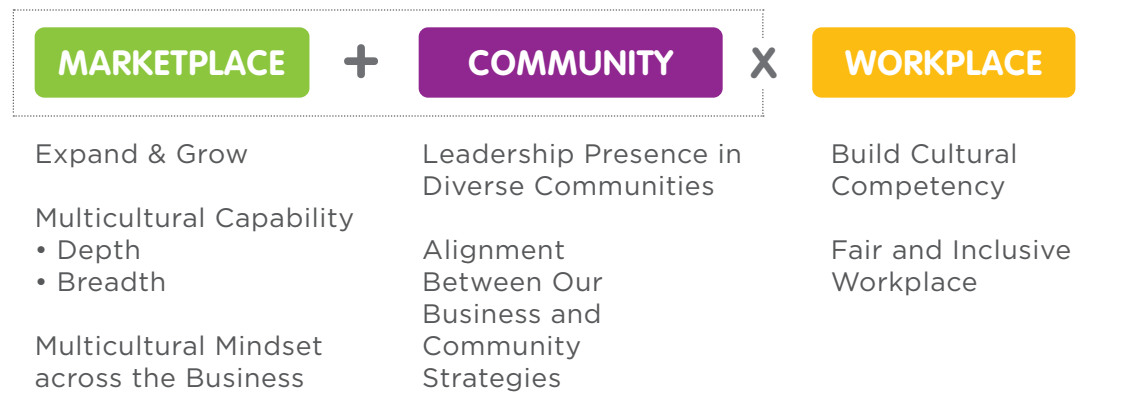 MARKETPLACE + COMMUNITY X WORKPLACE
Expand & Grow
Multicultural Capability
• Depth
• Breadth
Multicultural Mindset
across the Business
Leadership Presence in
Diverse Communities
Alignment
Between Our
Business and
Community
Strategies
Build Cultural
Competency
Fair and Inclusive
Workplace